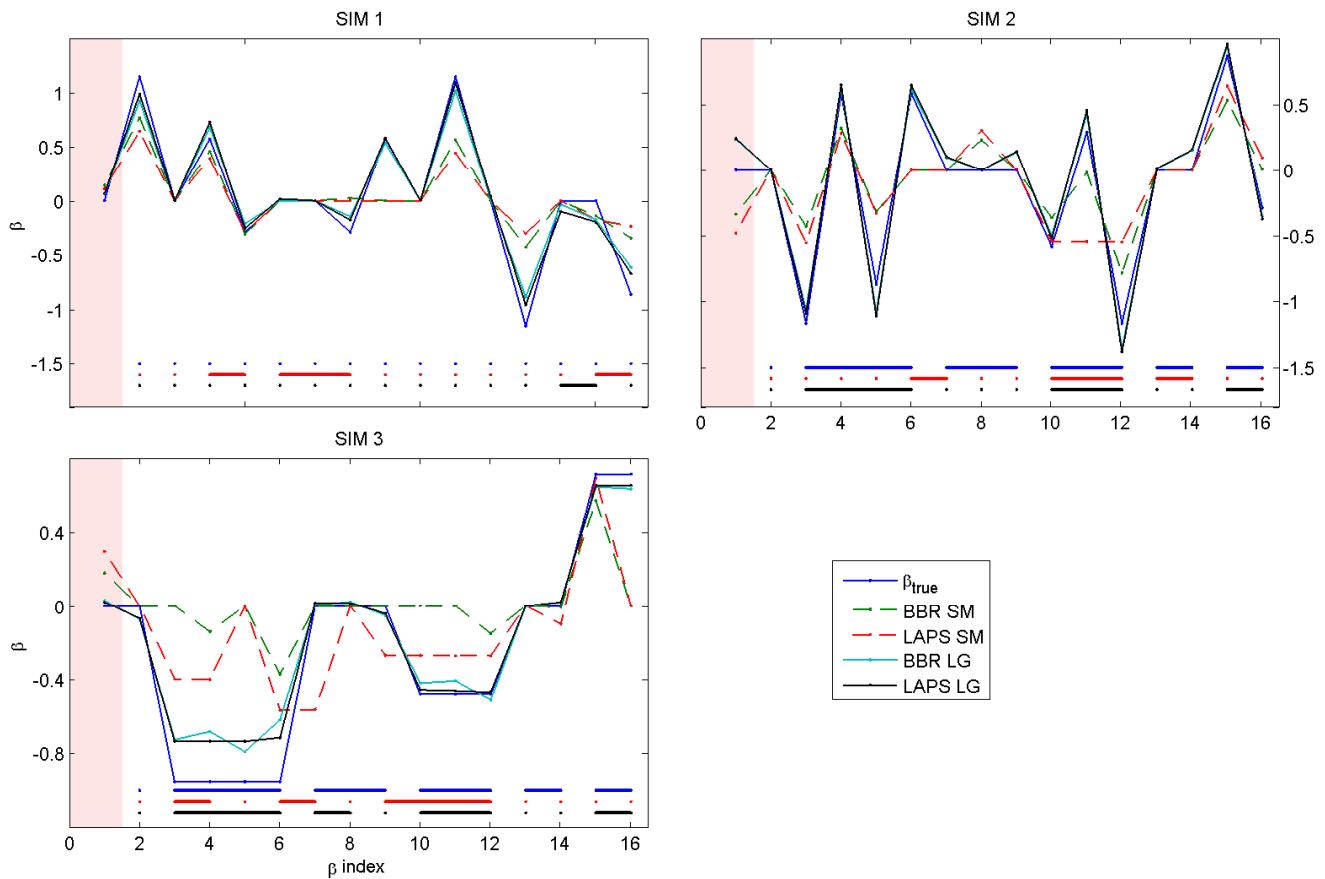 SIM 1
SIM 2
1
0.5
0
-0.5
-1
-1.5
β
0.5
0
-0.5
-1
-1.5
0 2 4 6 8 10 12 14 16
SIM 3
0.4
0
-0.4
-0.8
β
0 2 4 6 8 10 12 14 16
β index
βtrue
BBR SM
LAPS SM
BBR LG
LAPS LG